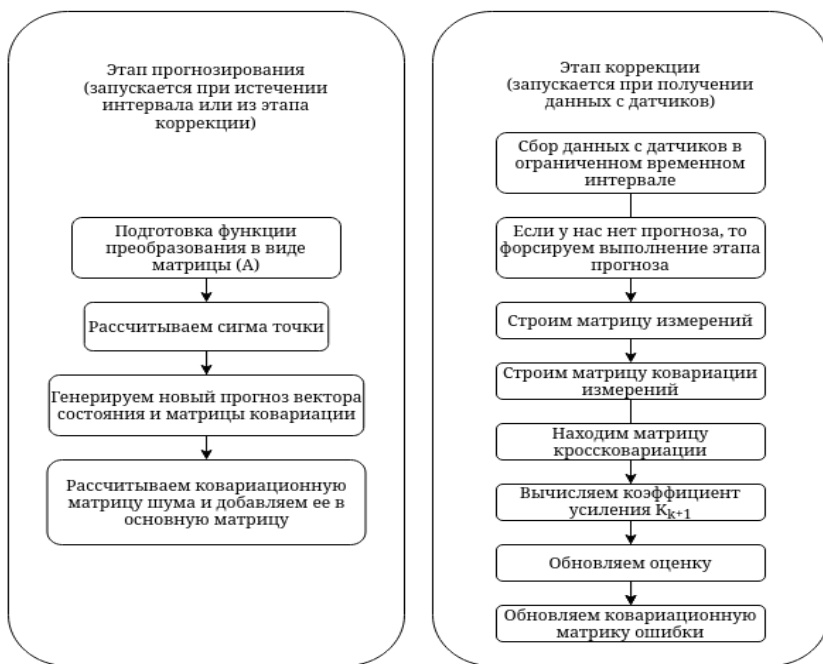 Этап прогнозирования
(запускается при истечении
интервала или из этапа
коррекции)
Подготовка функции
преобразования в виде
матрицы (A)
Рассчитываем сигма точки
Генерируем новый прогноз вектора
состояния и матрицы ковариации
Рассчитываем ковариационную
матрицу шума и добавляем ее в
основную матрицу
Этап коррекции
(запускается при получении
данных с датчиков)
Сбор данных с датчиков в
ограниченном временном
интервале
Если у нас нет прогноза, то
форсируем выполнение этапа
прогноза
Строим матрицу измерений
Строим матрицу ковариации
измерений
Находим матрицу
кроссковариации
Вычисляем коэффициент
усиления K_{k+1}
Обновляем оценку
Обновляем ковариационную
матрику ошибки